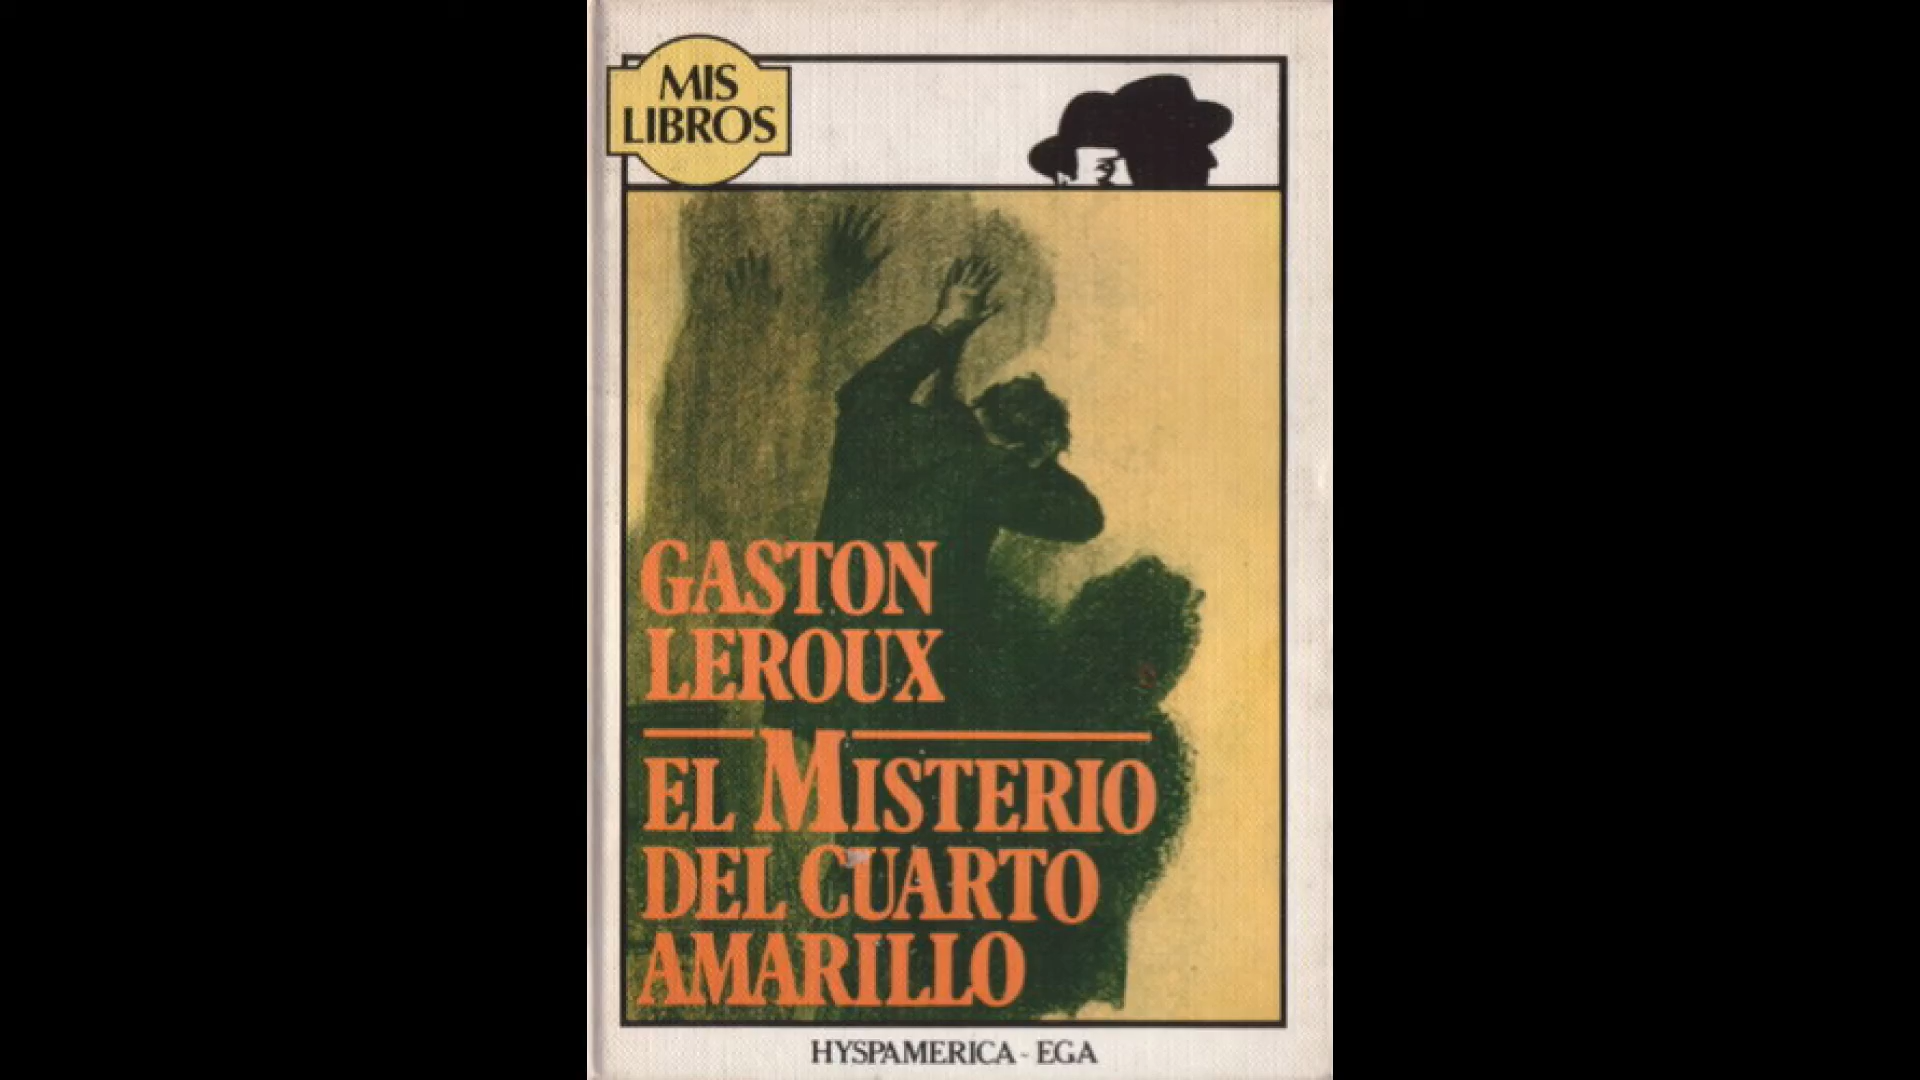 MIS
LIBROS
GASTON
LEROUX
EL MISTERIO
DEL CUARTO
AMARILLO
HYSPAMERICA - EGA